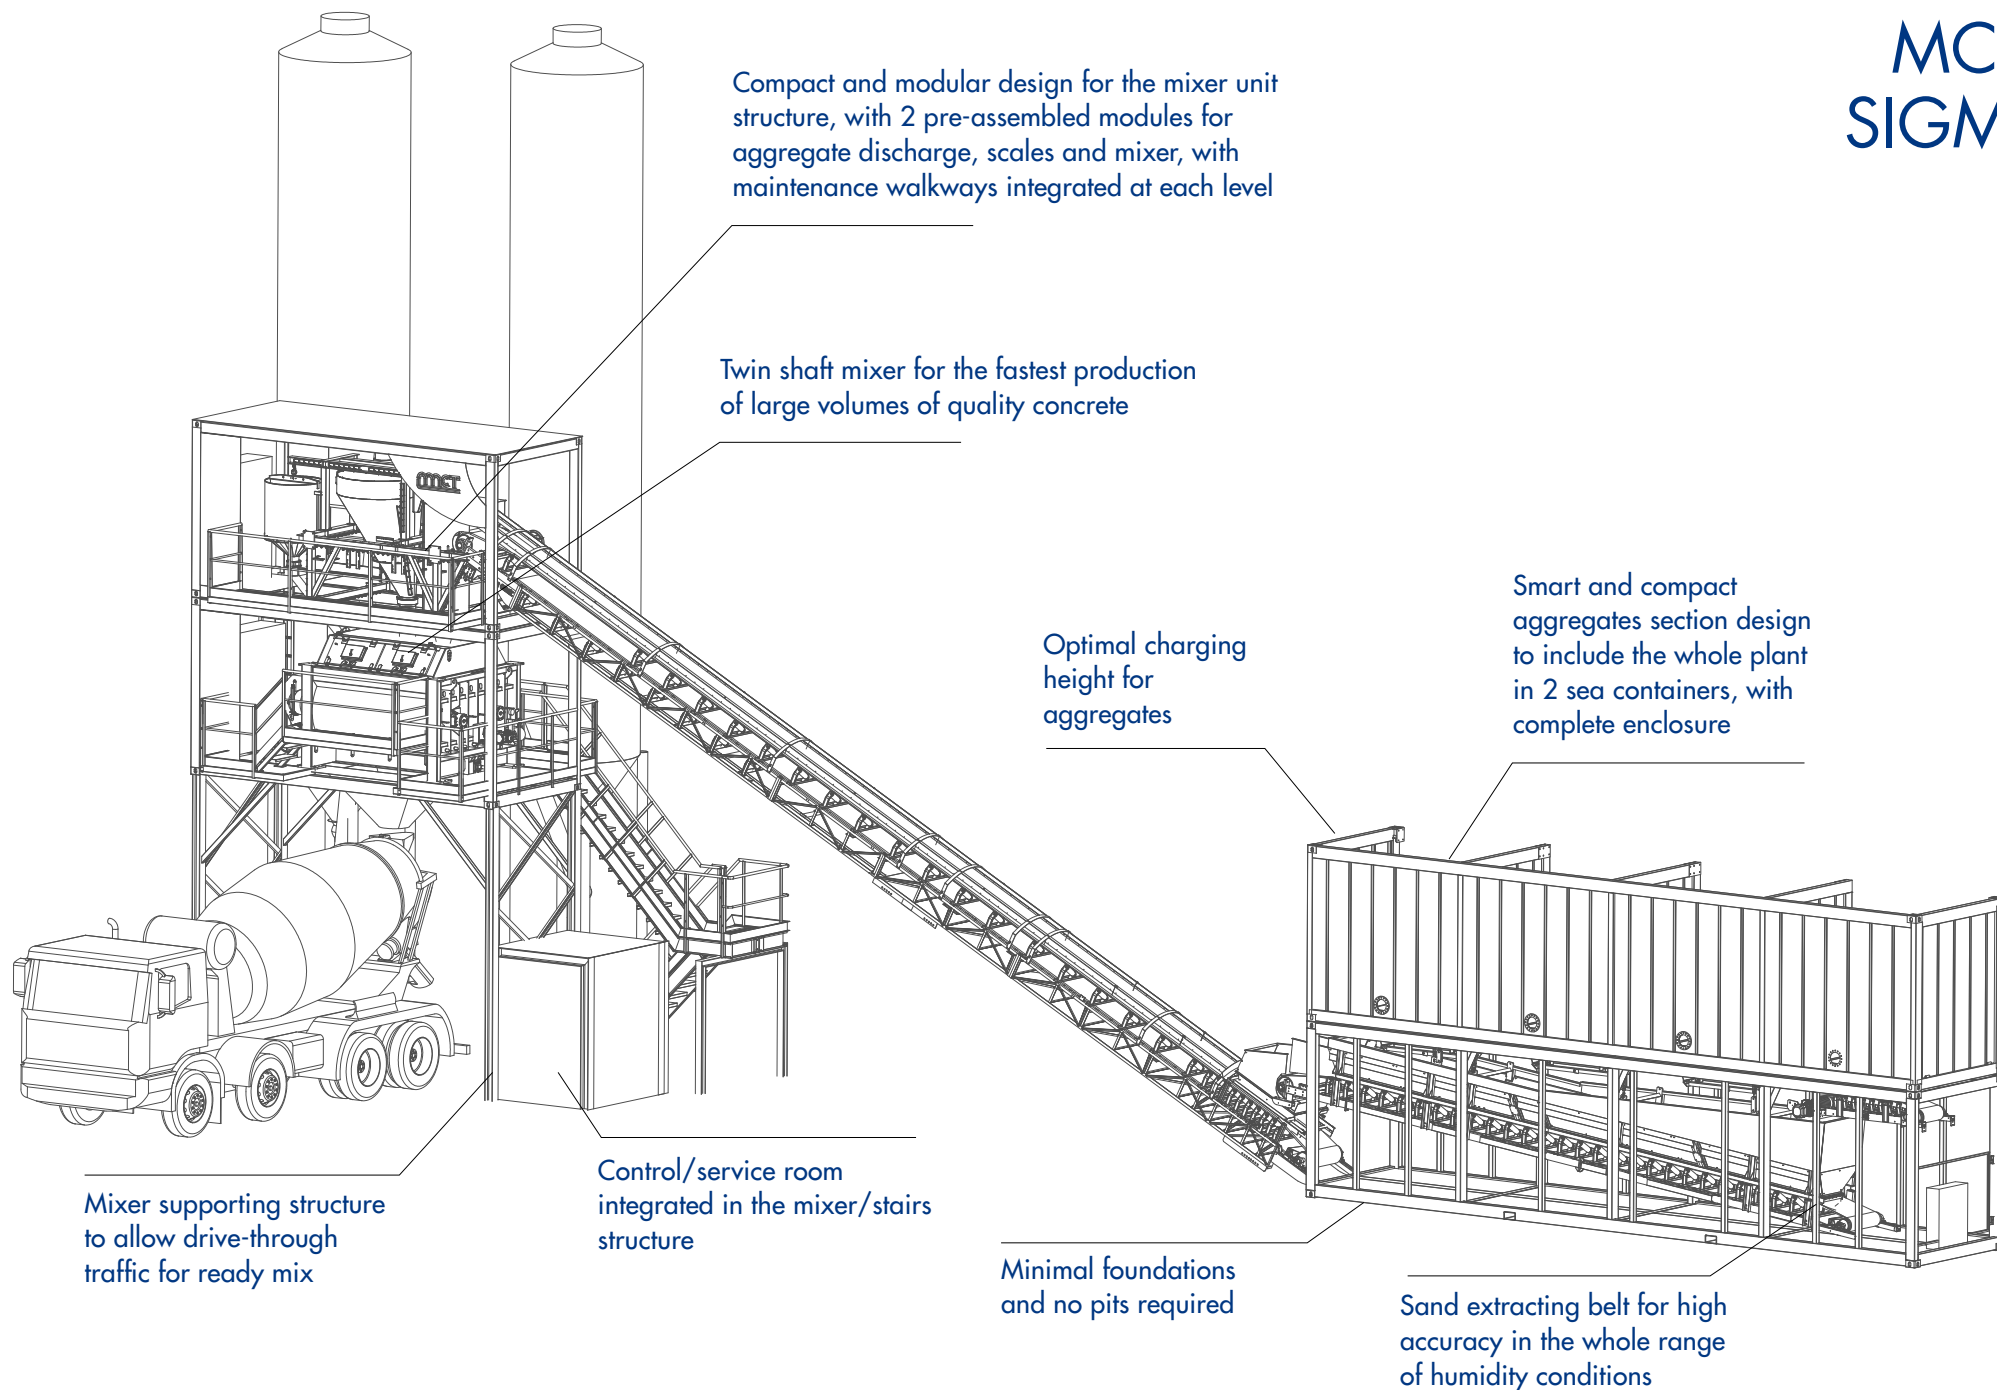 MC
SIGM
Compact and modular design for the mixer unit
structure, with 2 pre-assembled modules for
aggregate discharge, scales and mixer, with
maintenance walkways integrated at each level
Twin shaft mixer for the fastest production
of large volumes of quality concrete
Smart and compact
aggregates section design
to include the whole plant
in 2 sea containers, with
complete enclosure
Optimal charging
height for
aggregates
Control/service room
integrated in the mixer/stairs
structure
Mixer supporting structure
to allow drive-through
traffic for ready mix
Minimal foundations
and no pits required
Sand extracting belt for high
accuracy in the whole range
of humidity conditions